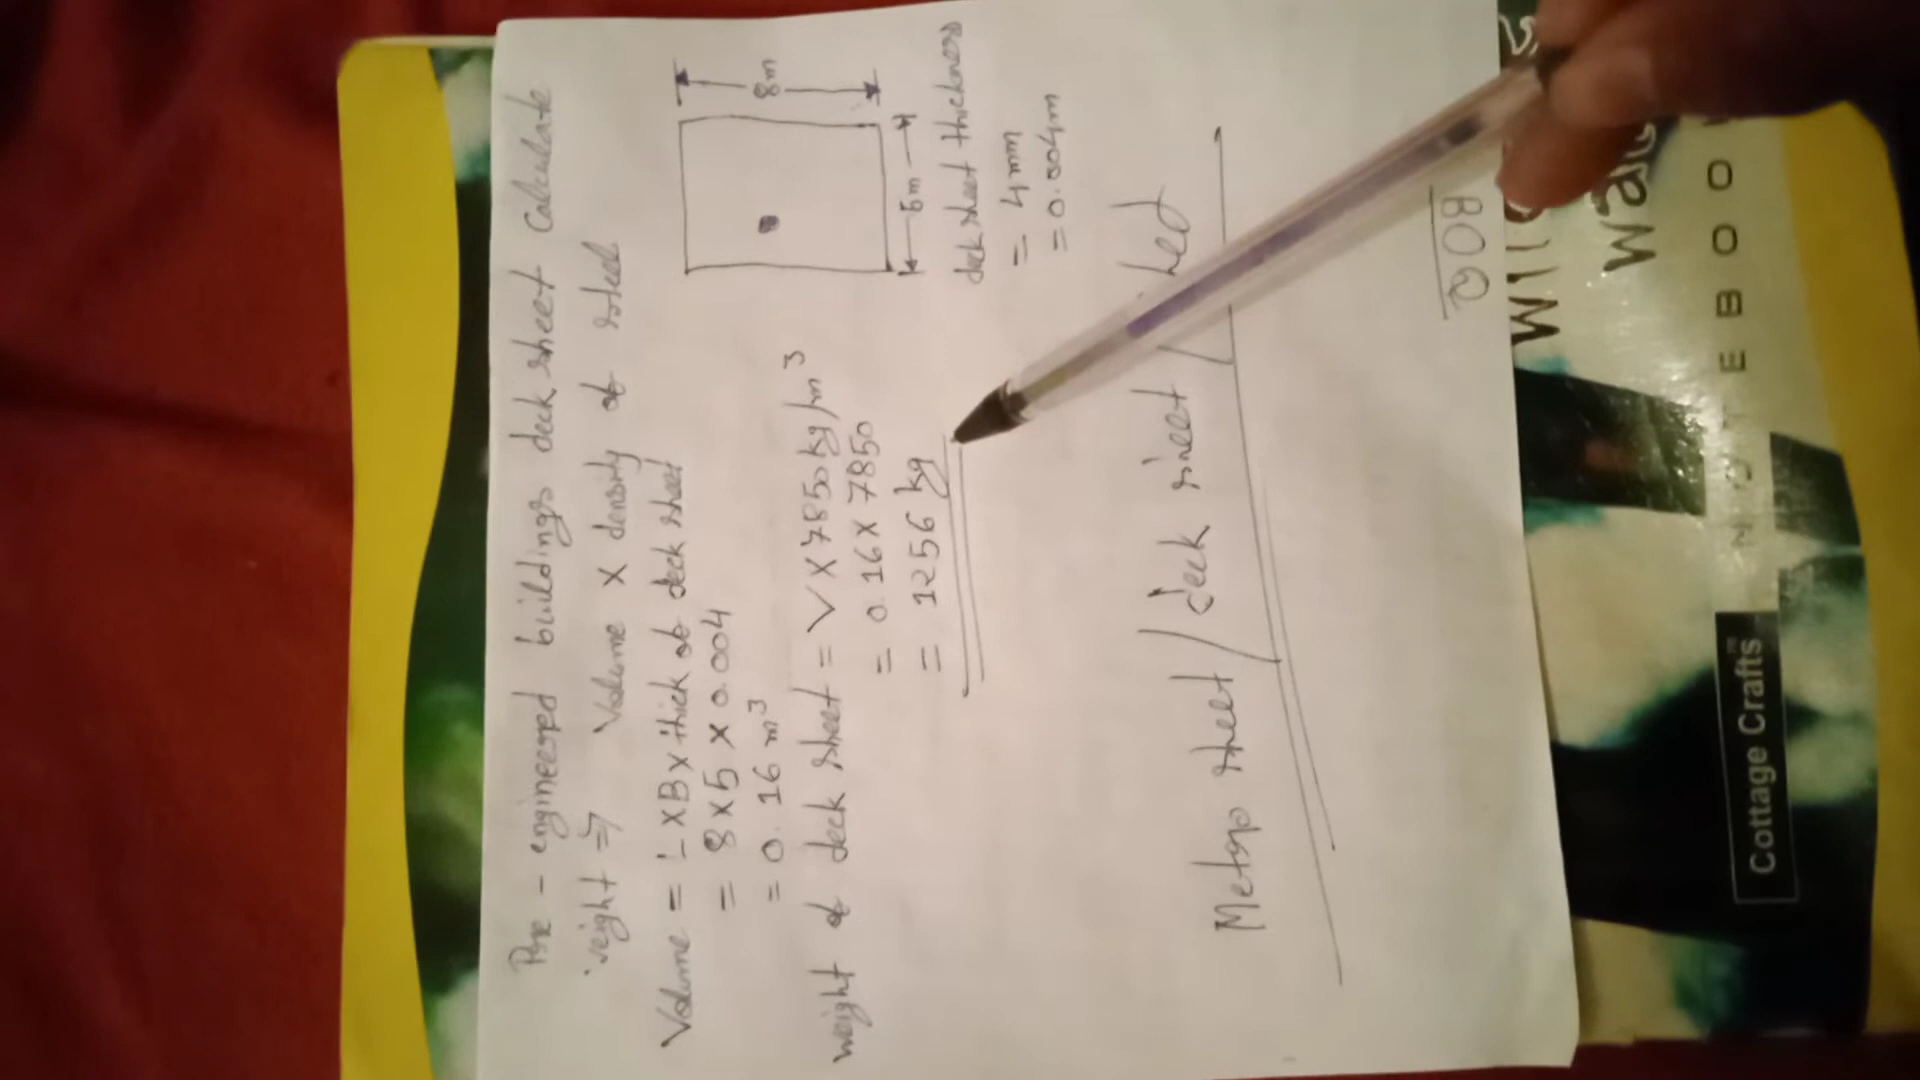 Pre-engineered buildings deck sheet Calculate
weight => Volume X density of steel
Volume = L X B X thick of deck sheet
= 8 X 5 X 0.004
= 0.16 m³
weight of deck sheet = V X 7850 kg/m³
= 0.16 X 7850
= 1256 kg
8m
5m
deck sheet thickness
= 4mm
= 0.004m
sheet / deck sheet /
BOQ
NOTEBOO
Cottage Crafts